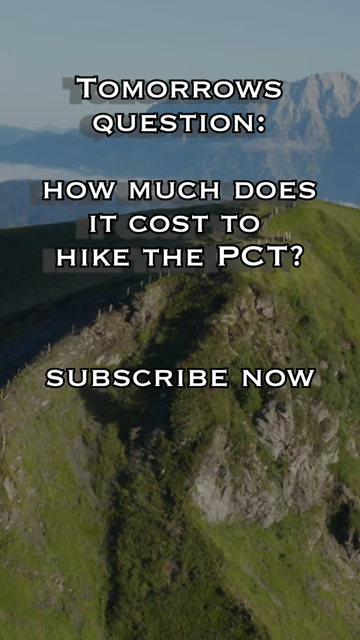 Tomorrows
question:
how much does
it cost to
hike the PCT?
subscribe now